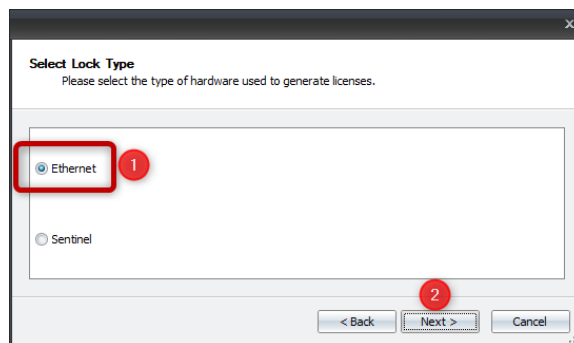 x
Select Lock Type
Please select the type of hardware used to generate licenses.
Ethernet 1
Sentinel
2
< Back Next > Cancel